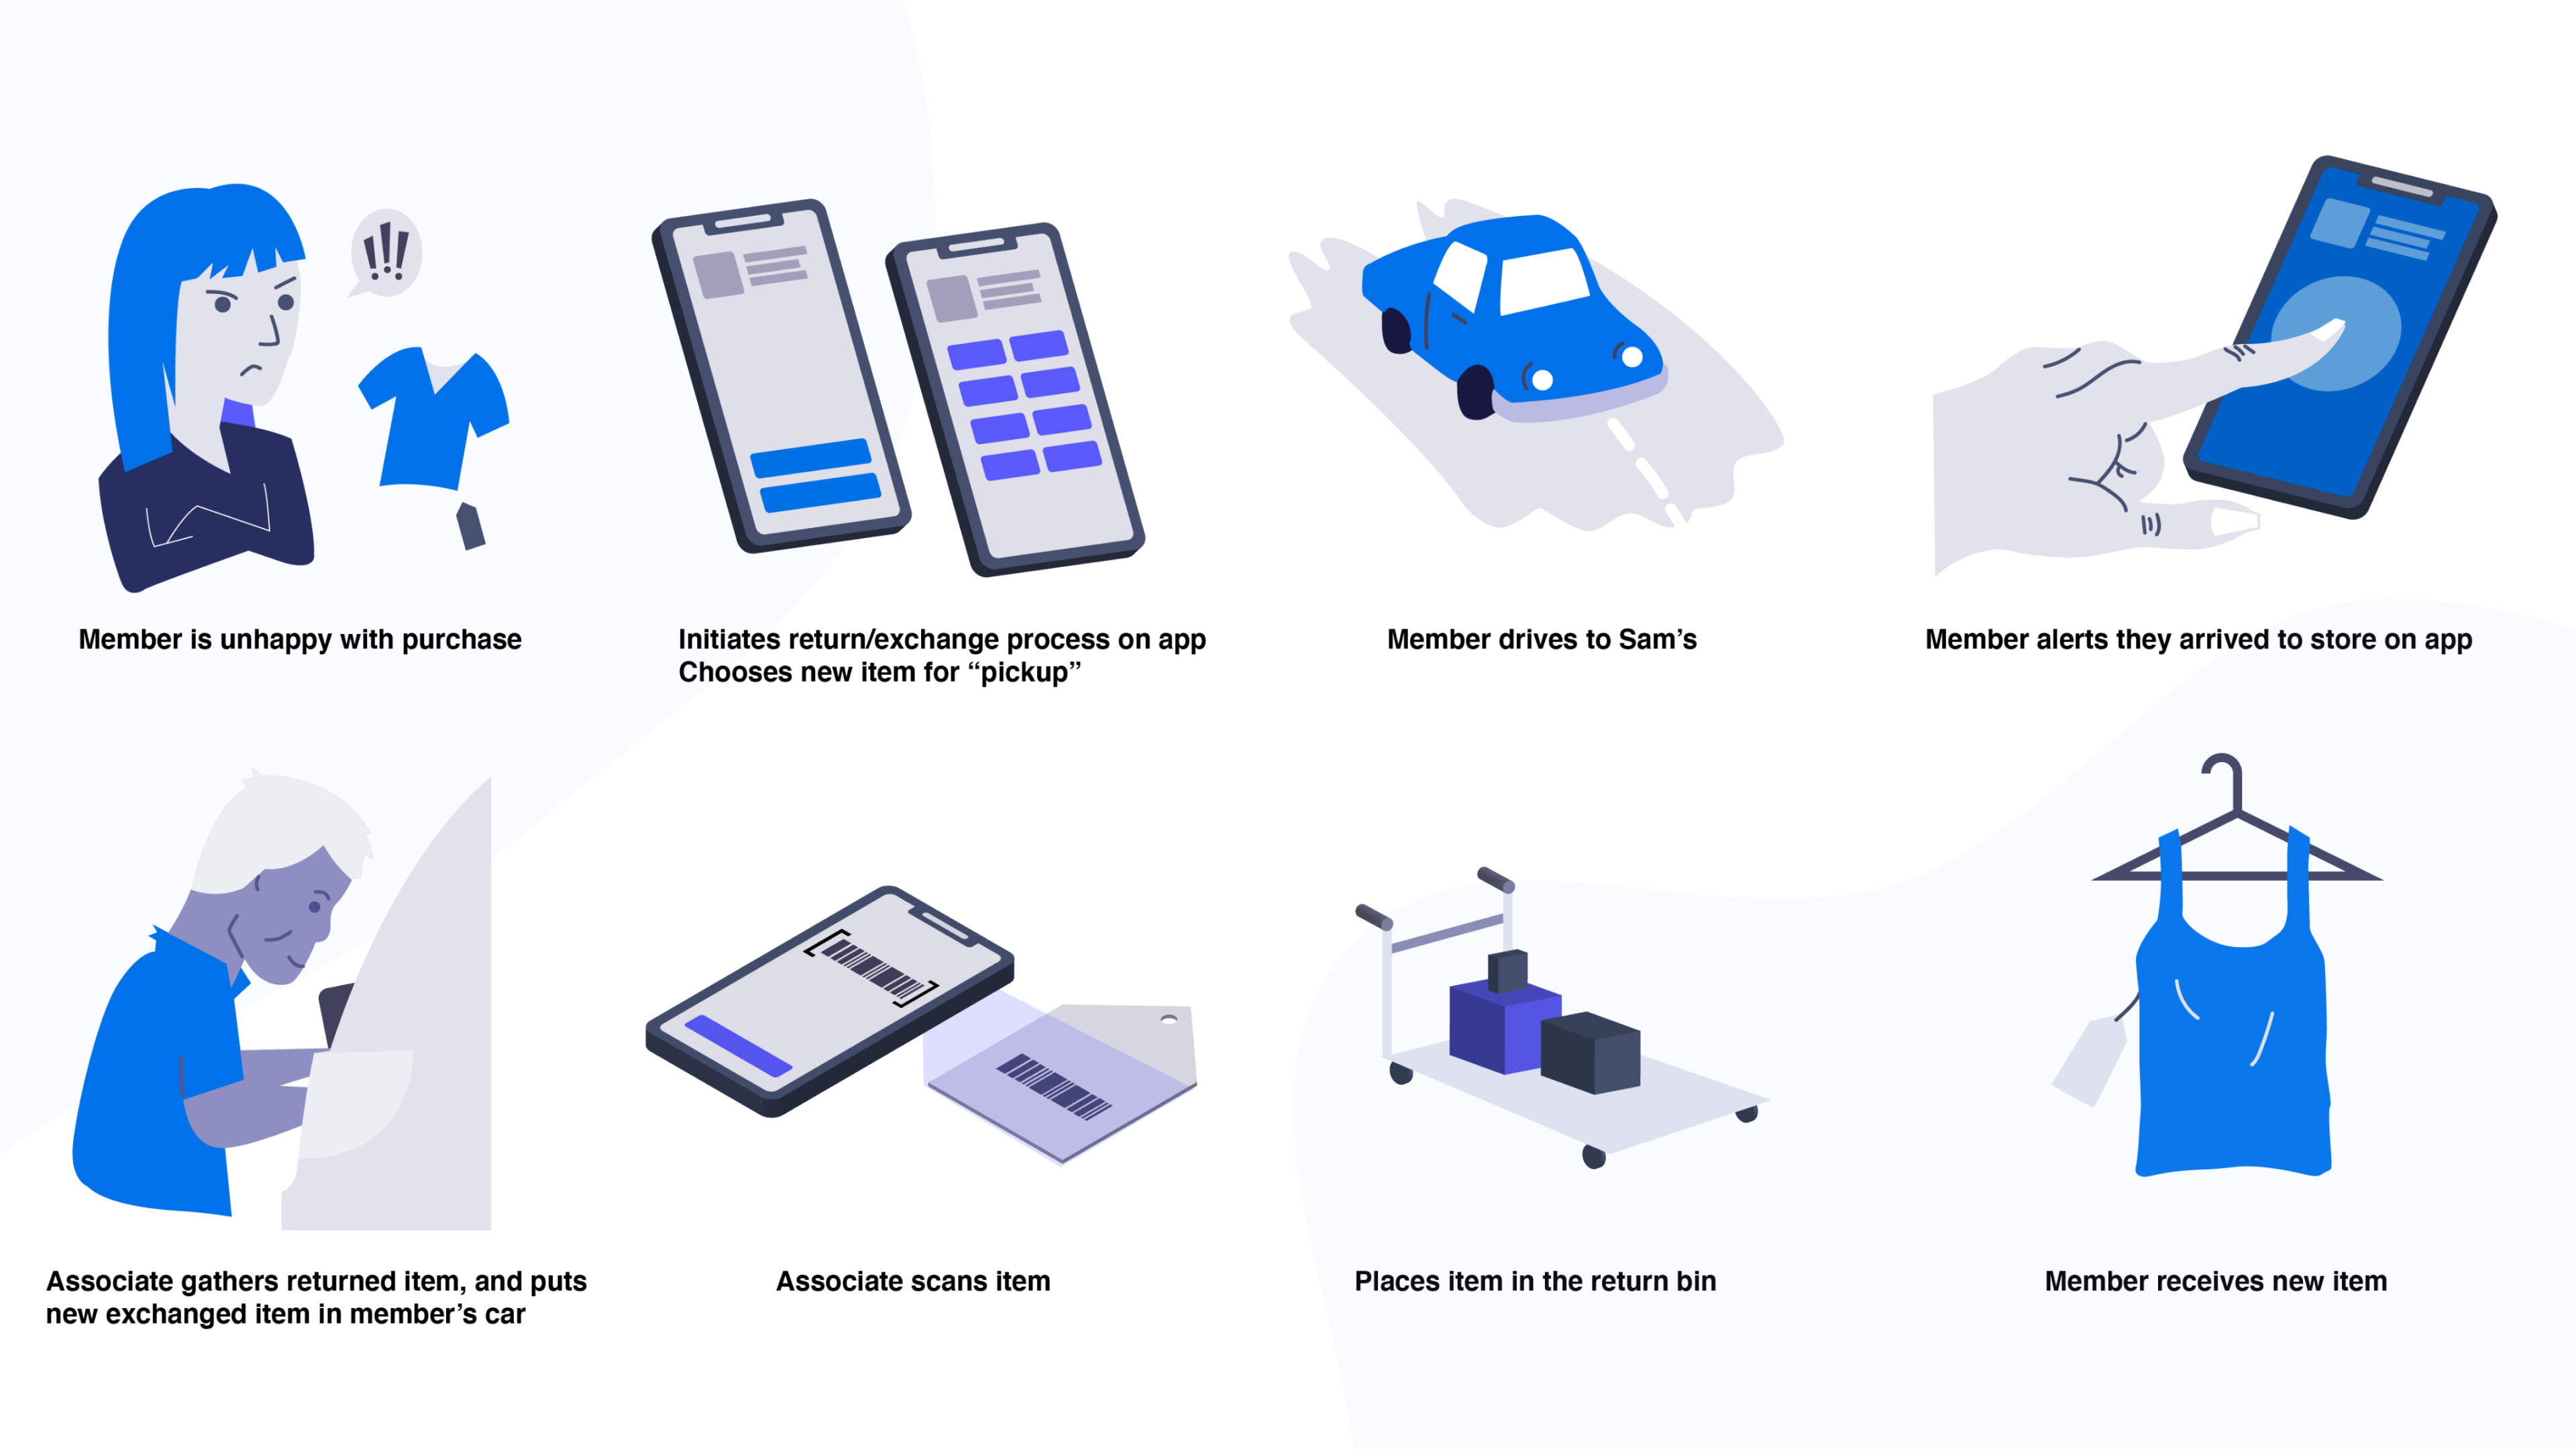 Member is unhappy with purchase
Initiates return/exchange process on app
Chooses new item for “pickup”
Member drives to Sam’s
Member alerts they arrived to store on app
Associate gathers returned item, and puts
new exchanged item in member’s car
Associate scans item
Places item in the return bin
Member receives new item